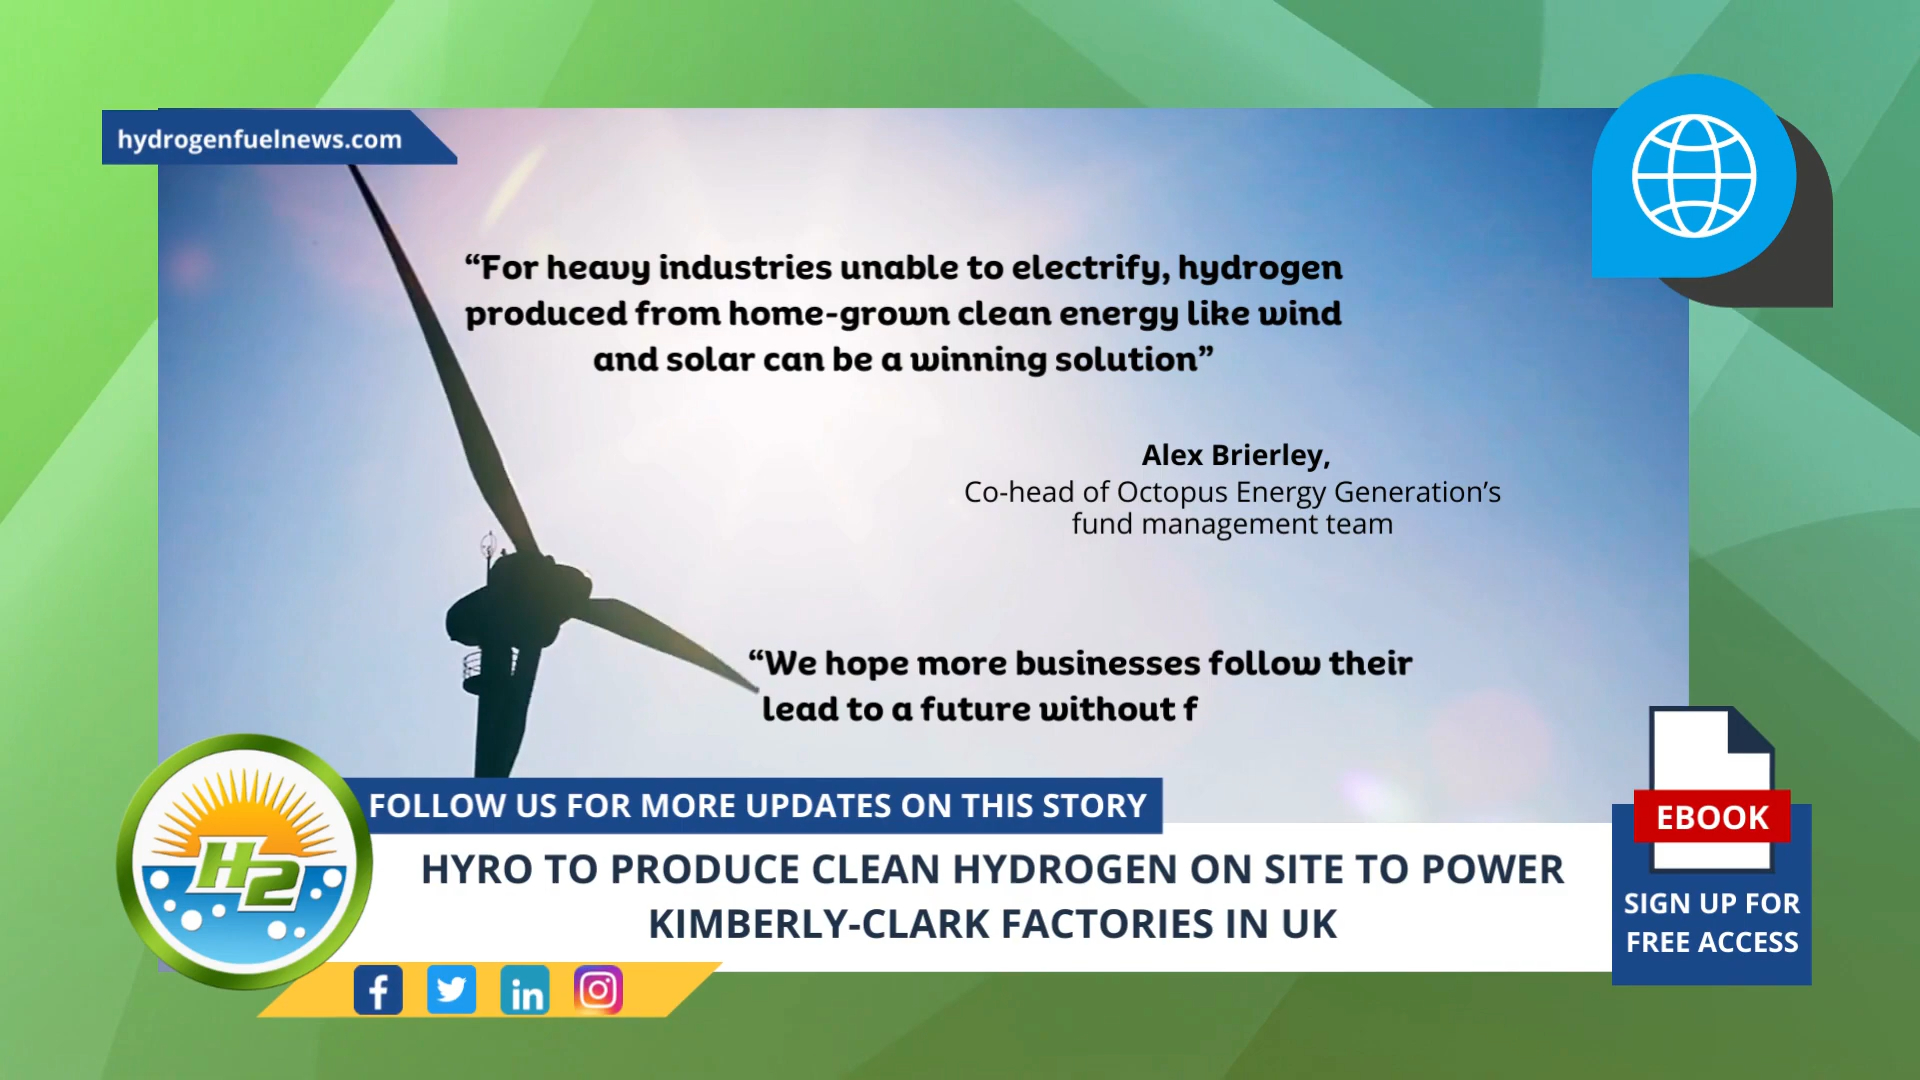 hydrogenfuelnews.com
“For heavy industries unable to electrify, hydrogen
produced from home-grown clean energy like wind
and solar can be a winning solution”
Alex Brierley,
Co-head of Octopus Energy Generation’s
fund management team
“We hope more businesses follow their
lead to a future without f
FOLLOW US FOR MORE UPDATES ON THIS STORY
HYRO TO PRODUCE CLEAN HYDROGEN ON SITE TO POWER
KIMBERLY-CLARK FACTORIES IN UK
H2
f
in
EBOOK
SIGN UP FOR
FREE ACCESS